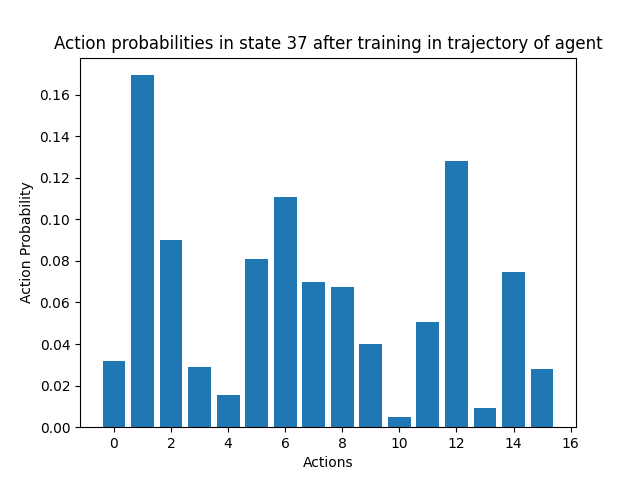 Action probabilities in state 37 after training in trajectory of agent
0.16
0.14
0.12
0.10
0.08
0.06
0.04
0.02
0.00
Action Probability
0 2 4 6 8 10 12 14 16
Actions